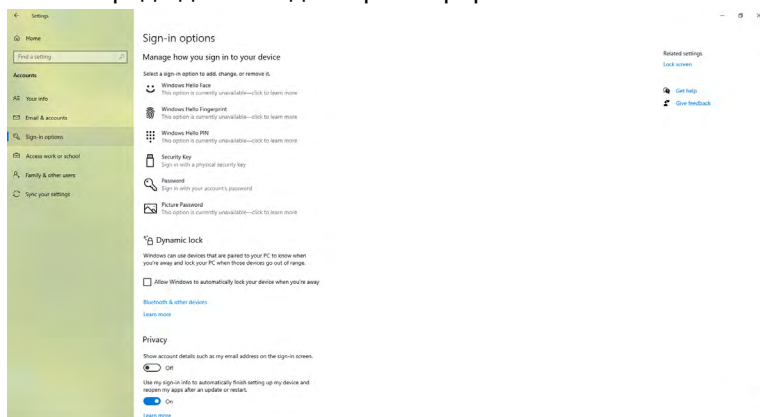 Settings
Home
Find a setting
Accounts
Your info
Email & accounts
Sign-in options
Access work or school
Family & other users
Sync your settings
Sign-in options
Manage how you sign in to your device
Select a sign-in option to add, change, or remove it.
Windows Hello Face
This option is currently unavailable—click to learn more
Windows Hello Fingerprint
This option is currently unavailable—click to learn more
Windows Hello PIN
This option is currently unavailable—click to learn more
Security Key
Sign in with a physical security key
Password
Sign in with your account's password
Picture Password
This option is currently unavailable—click to learn more
Dynamic lock
Windows can use devices that are paired to your PC to know when
you're away and lock your PC when those devices go out of range.
Allow Windows to automatically lock your device when you're away
Bluetooth & other devices
Learn more
Privacy
Show account details such as my email address on the sign-in screen.
Off
Use my sign-in info to automatically finish setting up my device and
reopen my apps after an update or restart.
On
Learn more
Related settings
Lock screen
Get help
Give feedback